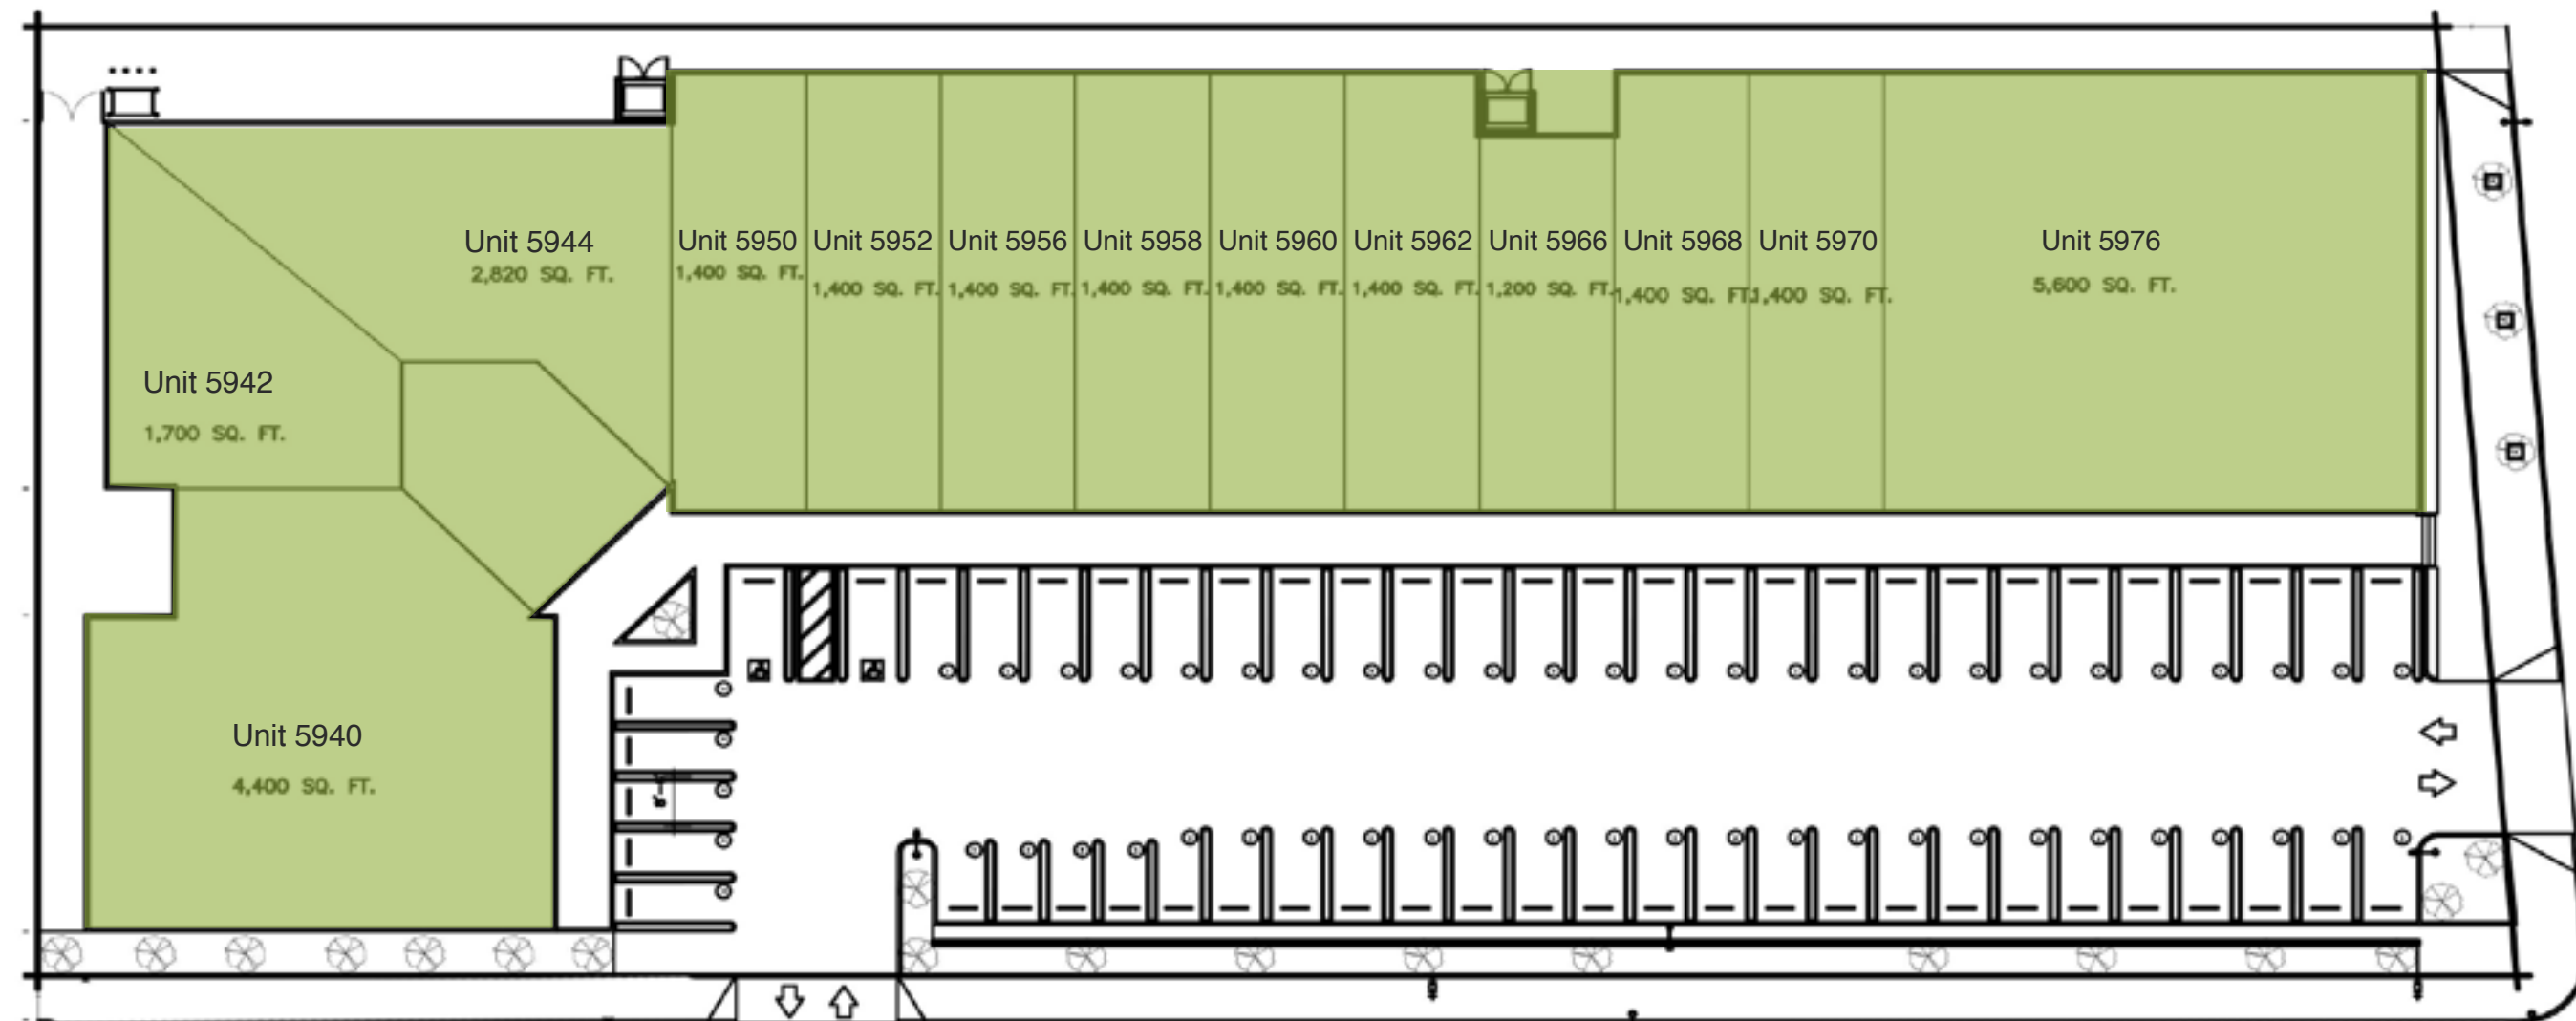 Unit 5944
2,820 SQ. FT.
Unit 5950
1,400 SQ. FT.
Unit 5952
1,400 SQ. FT.
Unit 5956
1,400 SQ. FT.
Unit 5958
1,400 SQ. FT.
Unit 5960
1,400 SQ. FT.
Unit 5962
1,400 SQ. FT.
Unit 5966
1,200 SQ. FT.
Unit 5968
1,400 SQ. FT.
Unit 5970
1,400 SQ. FT.
Unit 5976
5,600 SQ. FT.
Unit 5942
1,700 SQ. FT.
Unit 5940
4,400 SQ. FT.